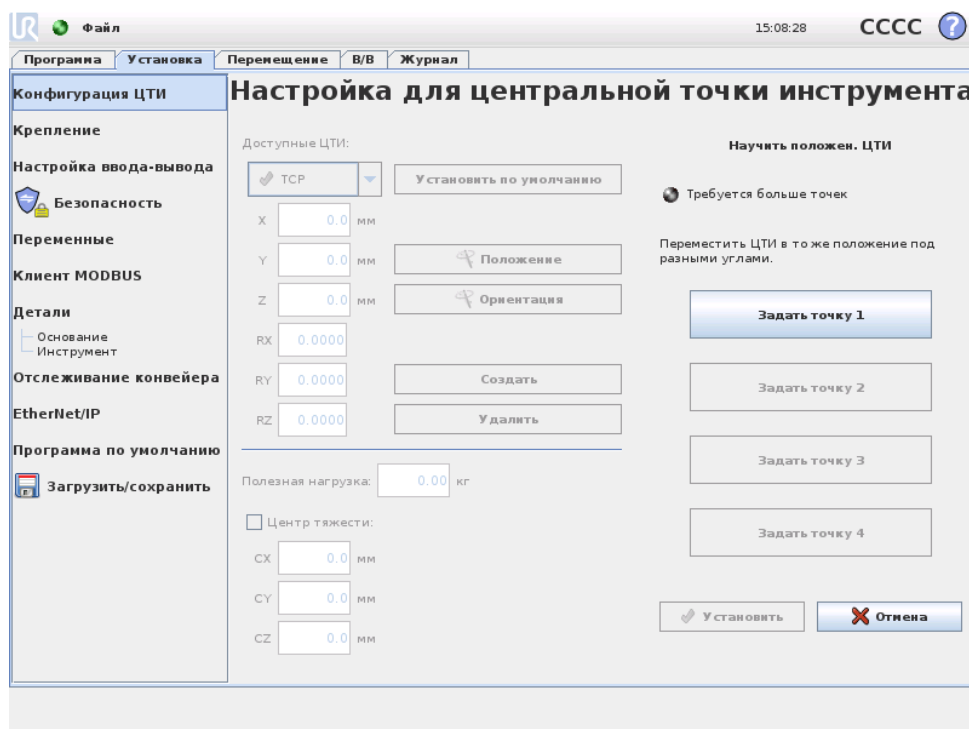 UR Файл 15:08:28 CCCC ?
Программа Установка Перемещение В/В Журнал
Конфигурация ЦТИ
Крепление
Настройка ввода-вывода
Безопасность
Переменные
Клиент MODBUS
Детали
Основание
Инструмент
Отслеживание конвейера
EtherNet/IP
Программа по умолчанию
Загрузить/сохранить
Настройка для центральной точки инструмента
Доступные ЦТИ:
TCP Установить по умолчанию
X 0.0 мм
Y 0.0 мм Положение
Z 0.0 мм Ориентация
RX 0.0000
RY 0.0000 Создать
RZ 0.0000 Удалить
Полезная нагрузка: 0.00 кг
Центр тяжести:
CX 0.0 мм
CY 0.0 мм
CZ 0.0 мм
Научить положен. ЦТИ
Требуется больше точек
Переместить ЦТИ в то же положение под
разными углами.
Задать точку 1
Задать точку 2
Задать точку 3
Задать точку 4
Установить Отмена